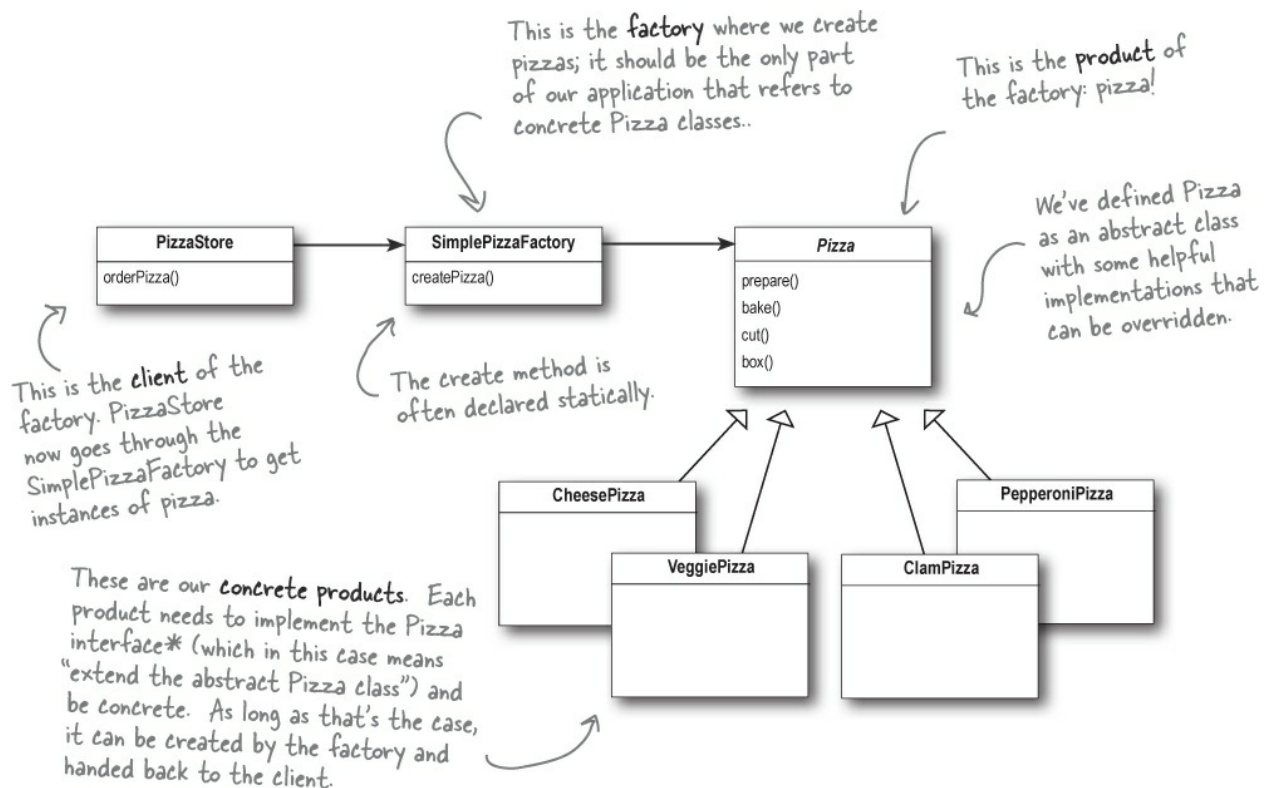 This is the factory where we create
pizzas; it should be the only part
of our application that refers to
concrete Pizza classes..
This is the product of
the factory: pizza!
We've defined Pizza
as an abstract class
with some helpful
implementations that
can be overridden.
PizzaStore
orderPizza()
SimplePizzaFactory
createPizza()
Pizza
prepare()
bake()
cut()
box()
This is the client of the
factory. PizzaStore
now goes through the
SimplePizzaFactory to get
instances of pizza.
The create method is
often declared statically.
CheesePizza
VeggiePizza
ClamPizza
PepperoniPizza
These are our concrete products. Each
product needs to implement the Pizza
interface* (which in this case means
"extend the abstract Pizza class") and
be concrete. As long as that's the case,
it can be created by the factory and
handed back to the client.